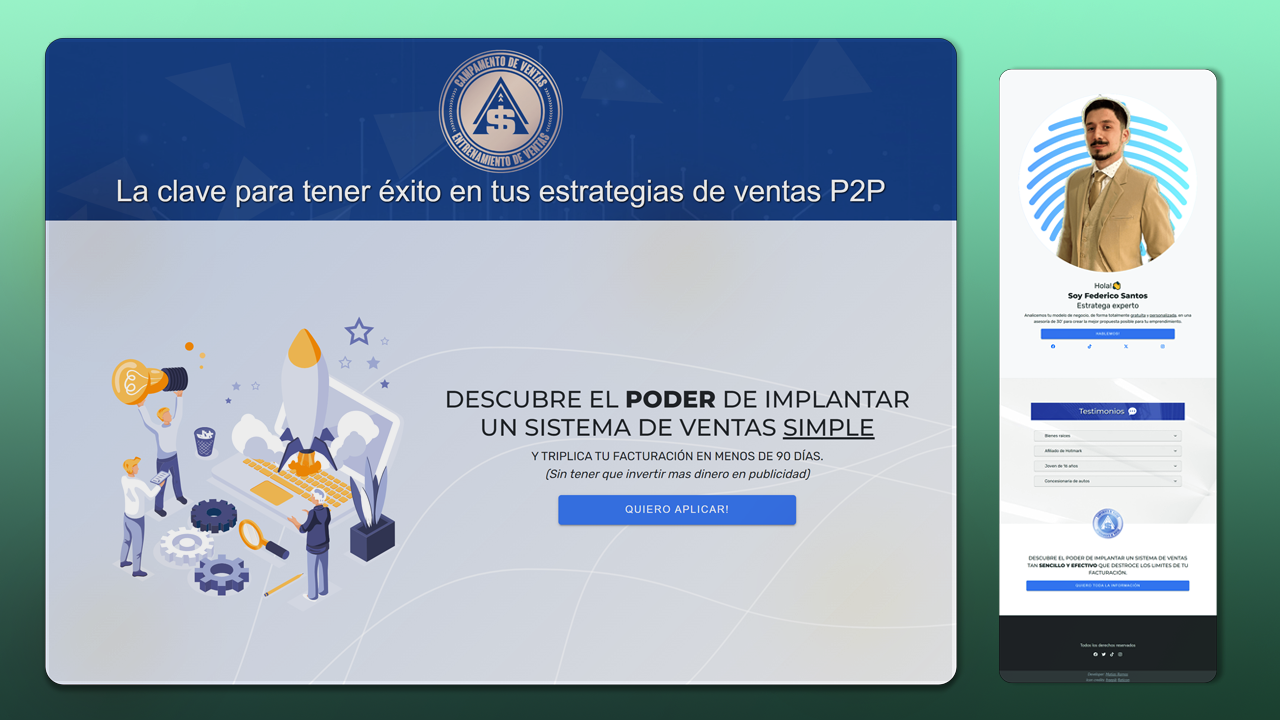 CAMPAMENTO DE VENTAS
ENTRENAMIENTO DE VENTAS
La clave para tener éxito en tus estrategias de ventas P2P
DESCUBRE EL PODER DE IMPLANTAR
UN SISTEMA DE VENTAS SIMPLE
Y TRIPLICA TU FACTURACIÓN EN MENOS DE 90 DÍAS.
(Sin tener que invertir mas dinero en publicidad)
QUIERO APLICAR!
Hola!
Soy Federico Santos
Estratega experto
Analicemos tu modelo de negocio, de forma totalmente gratuita y personalizada, en una
asesoría de 30' para crear la mejor propuesta posible para tu emprendimiento.
HABLEMOS!
Testimonios
Bienes raíces
Afiliado de Hotmark
Joven de 16 años
Concesionaria de autos
DESCUBRE EL PODER DE IMPLANTAR UN SISTEMA DE VENTAS
TAN SENCILLO Y EFECTIVO QUE DESTROCE LOS LIMITES DE TU
FACTURACIÓN.
QUIERO TODA LA INFORMACIÓN
Todos los derechos reservados